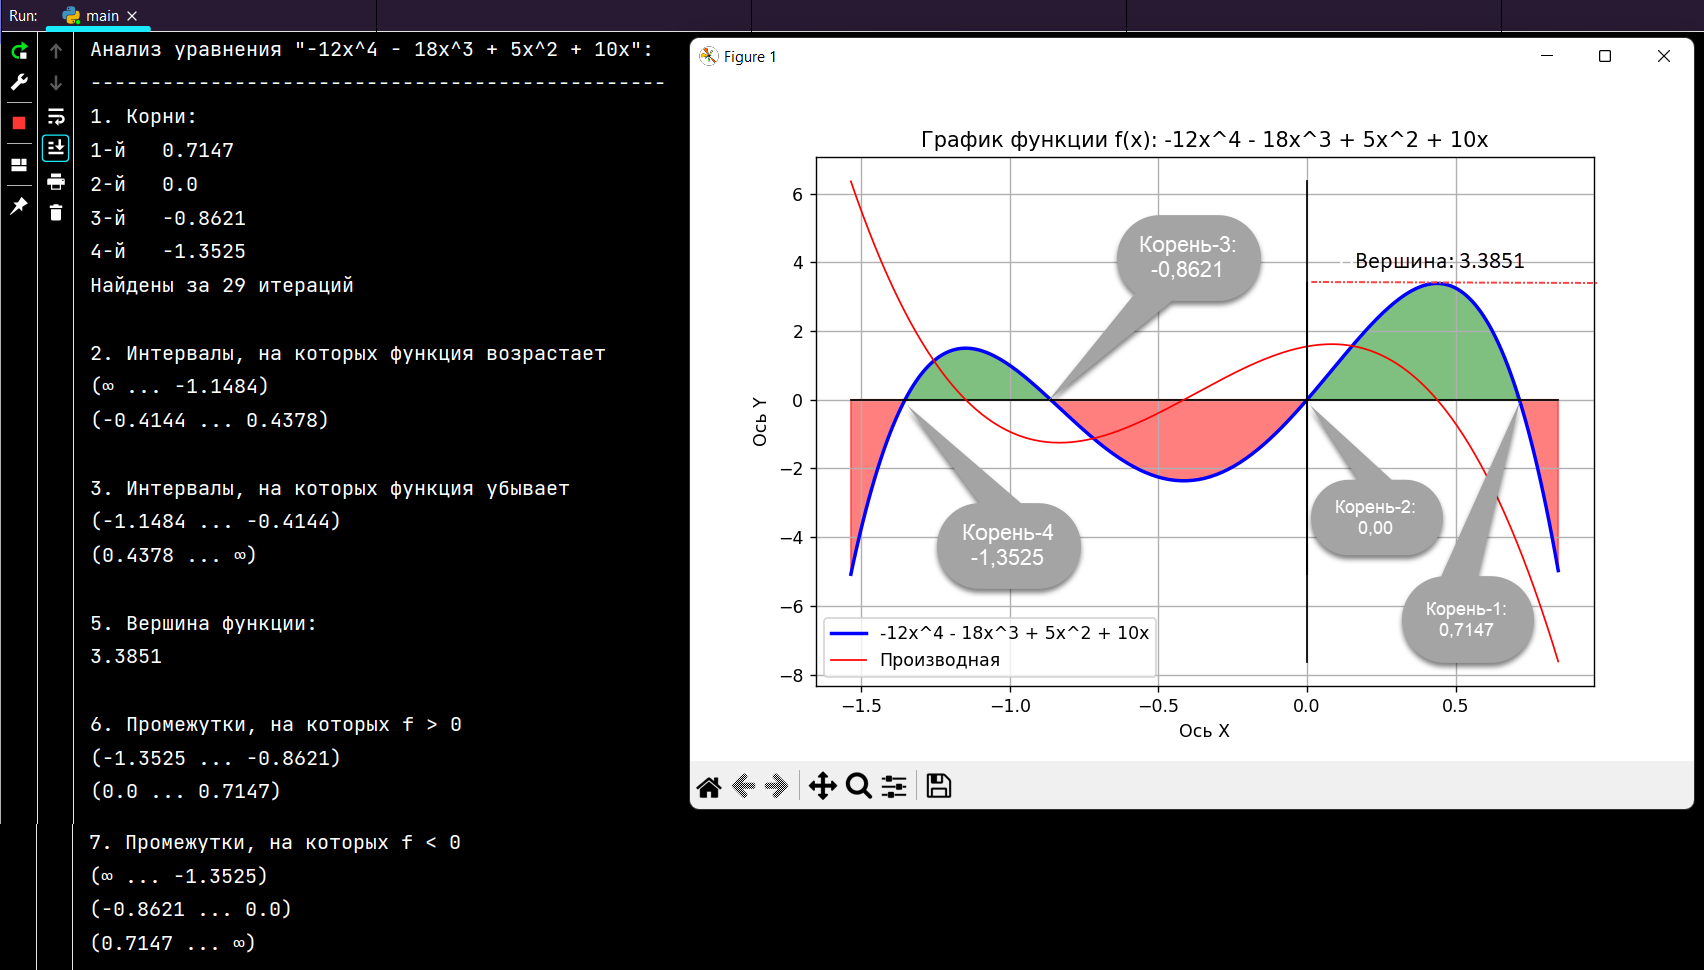 Run:
main
Анализ уравнения "-12x^4 - 18x^3 + 5x^2 + 10x":
------------------------------------------------
1. Корни:
1-й   0.7147
2-й   0.0
3-й   -0.8621
4-й   -1.3525
Найдены за 29 итераций
2. Интервалы, на которых функция возрастает
(∞ ... -1.1484)
(-0.4144 ... 0.4378)
3. Интервалы, на которых функция убывает
(-1.1484 ... -0.4144)
(0.4378 ... ∞)
5. Вершина функции:
3.3851
6. Промежутки, на которых f > 0
(-1.3525 ... -0.8621)
(0.0 ... 0.7147)
7. Промежутки, на которых f < 0
(∞ ... -1.3525)
(-0.8621 ... 0.0)
(0.7147 ... ∞)
Figure 1
График функции f(x): -12x^4 - 18x^3 + 5x^2 + 10x
6
4
2
0
−2
−4
−6
−8
Ось Y
Корень-3:
-0,8621
Вершина: 3.3851
Корень-4
-1,3525
Корень-2:
0,00
Корень-1:
0,7147
-12x^4 - 18x^3 + 5x^2 + 10x
Производная
−1.5
−1.0
−0.5
0.0
0.5
Ось X